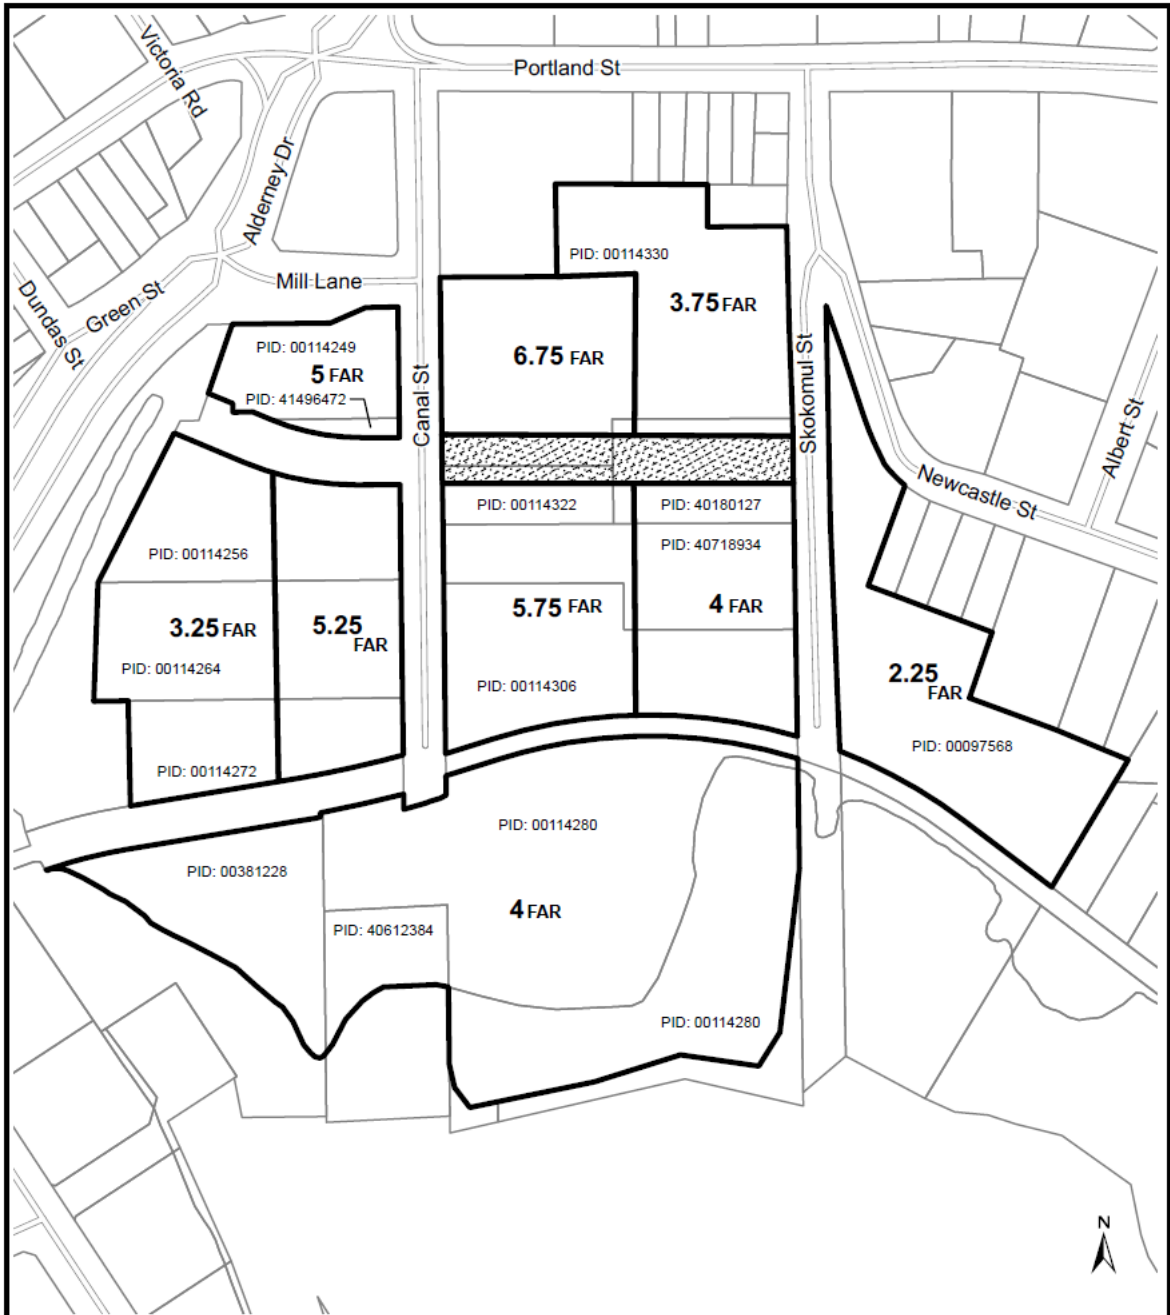 Victoria Rd
Portland St
Alderney Dr
PID: 00114330
Mill Lane
Dundas St
Green St
3.75 FAR
PID: 00114249
6.75 FAR
5 FAR
PID: 41496472
Canal St
Skokomul St
Albert St
Newcastle St
PID: 00114322
PID: 40180127
PID: 00114256
PID: 40718934
3.25 FAR
5.25
FAR
5.75 FAR
4 FAR
PID: 00114264
PID: 00114306
2.25
FAR
PID: 00097568
PID: 00114272
PID: 00114280
PID: 00381228
4 FAR
PID: 40612384
PID: 00114280
N